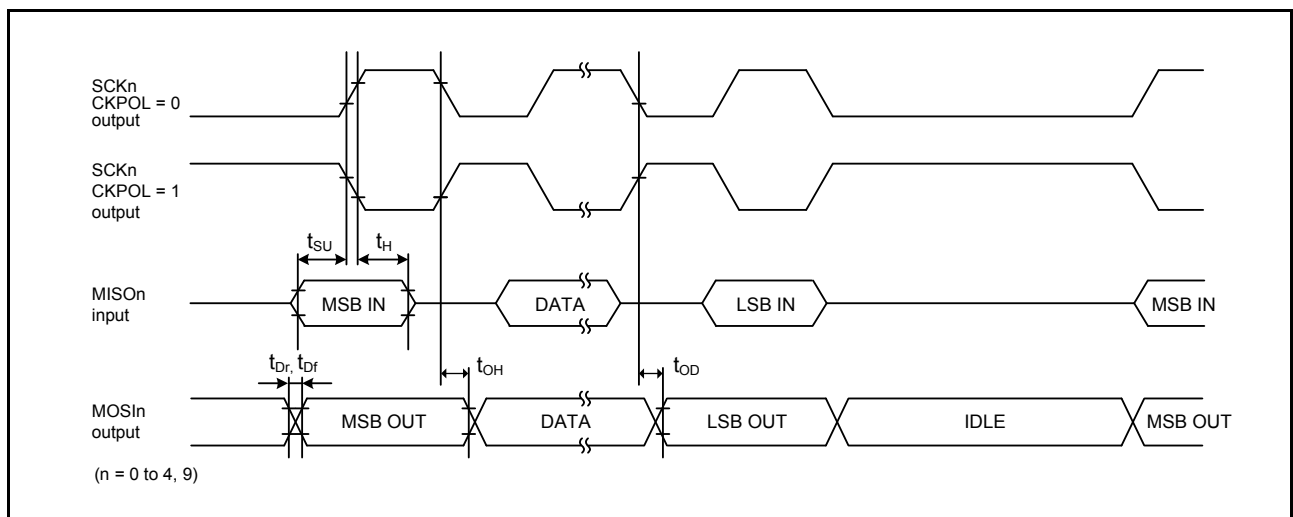 SCKn
CKPOL = 0
output
SCKn
CKPOL = 1
output
tSU
tH
MISOn
input
MSB IN
DATA
LSB IN
MSB IN
tDr, tDf
tOH
tOD
MOSIn
output
MSB OUT
DATA
LSB OUT
IDLE
MSB OUT
(n = 0 to 4, 9)